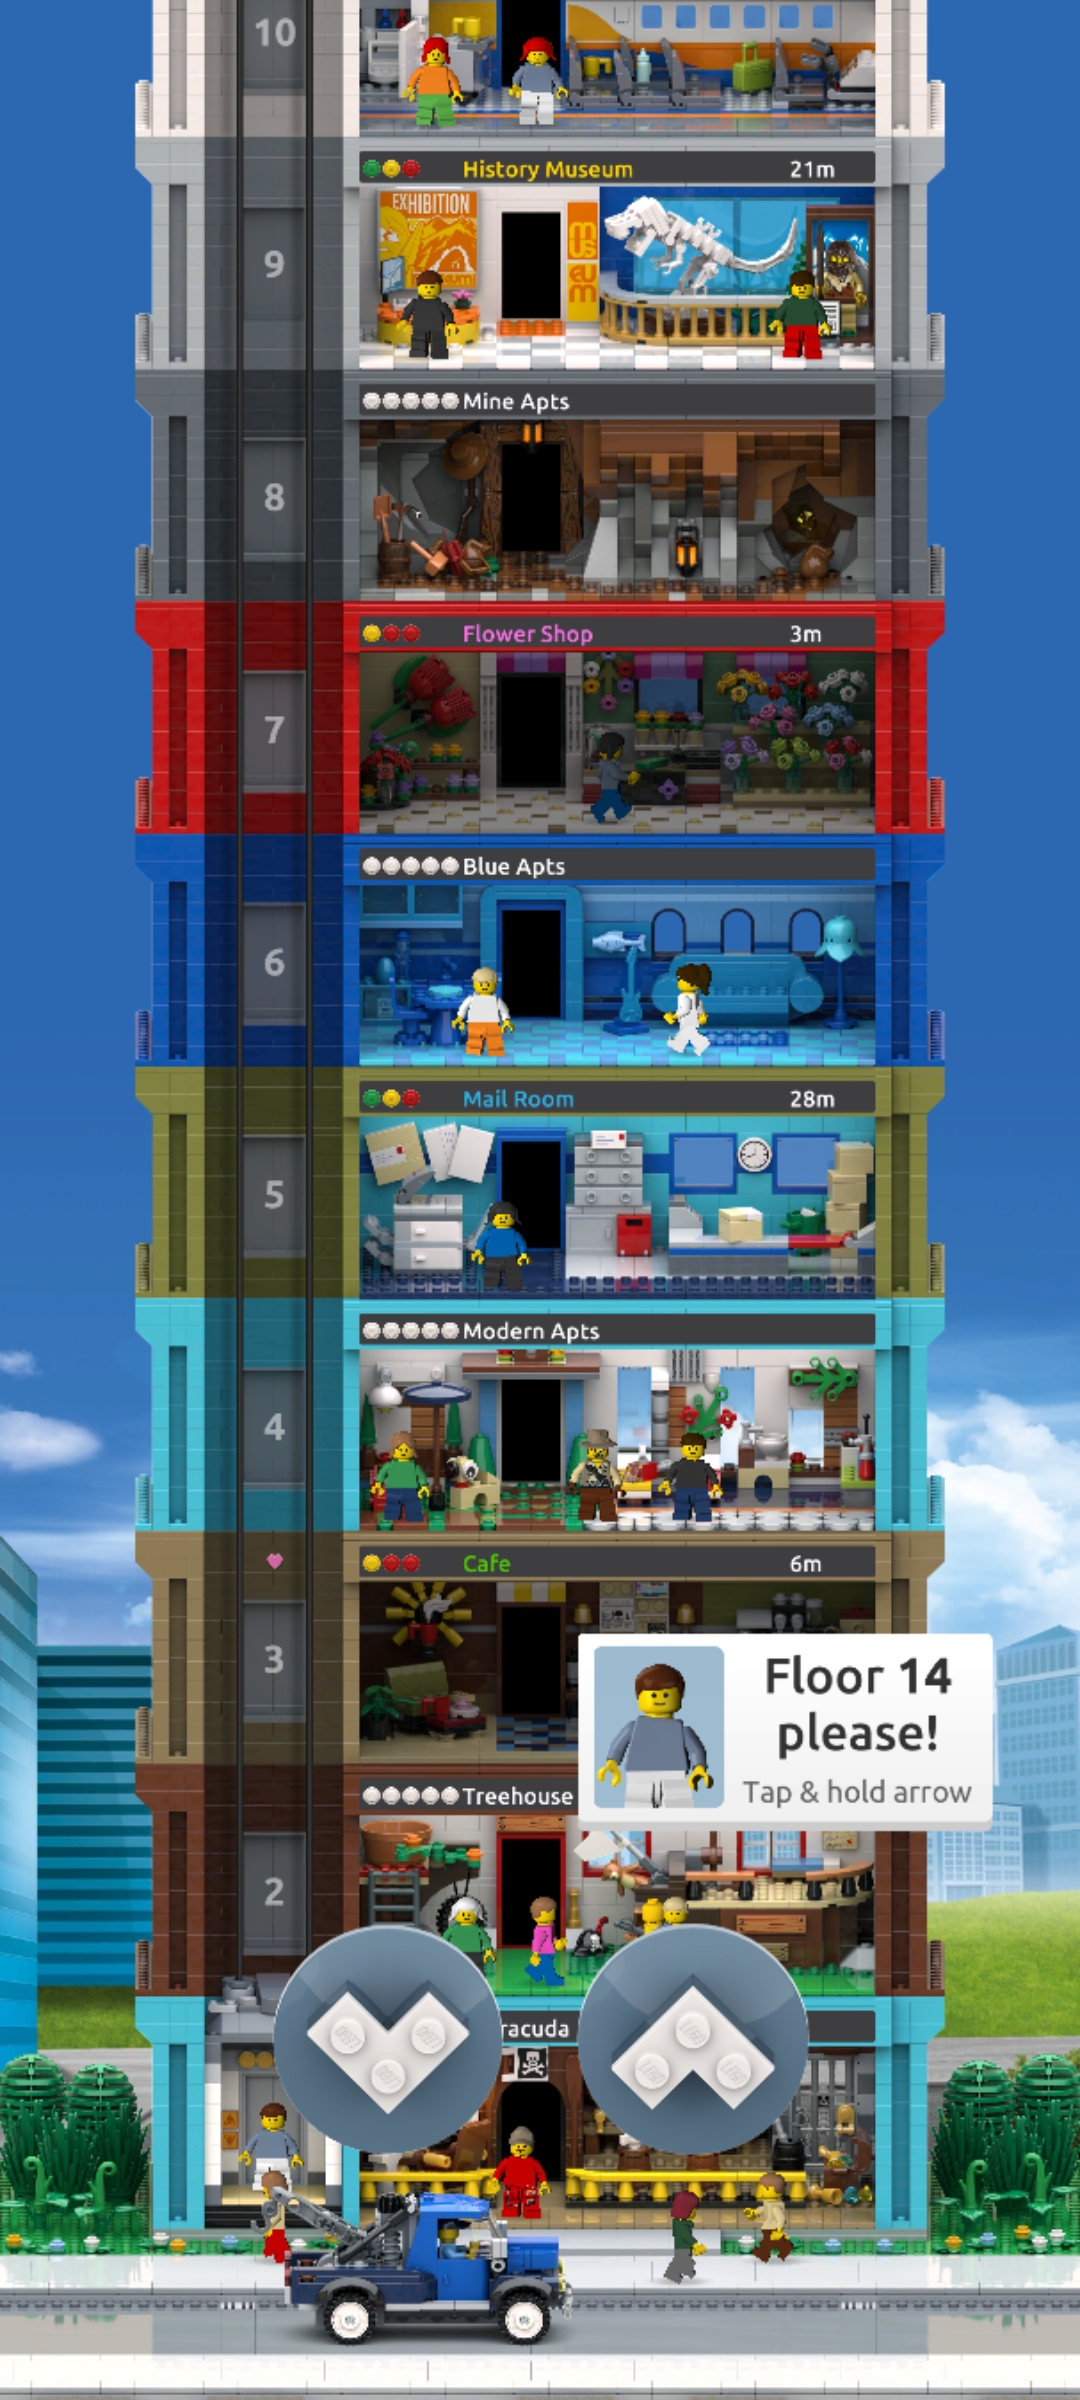 10
History Museum 21m
EXHIBITION
9
Mine Apts
8
Flower Shop 3m
7
Blue Apts
6
Mail Room 28m
5
Modern Apts
4
Cafe 6m
3
Floor 14
please!
Tap & hold arrow
Treehouse
2
racuda